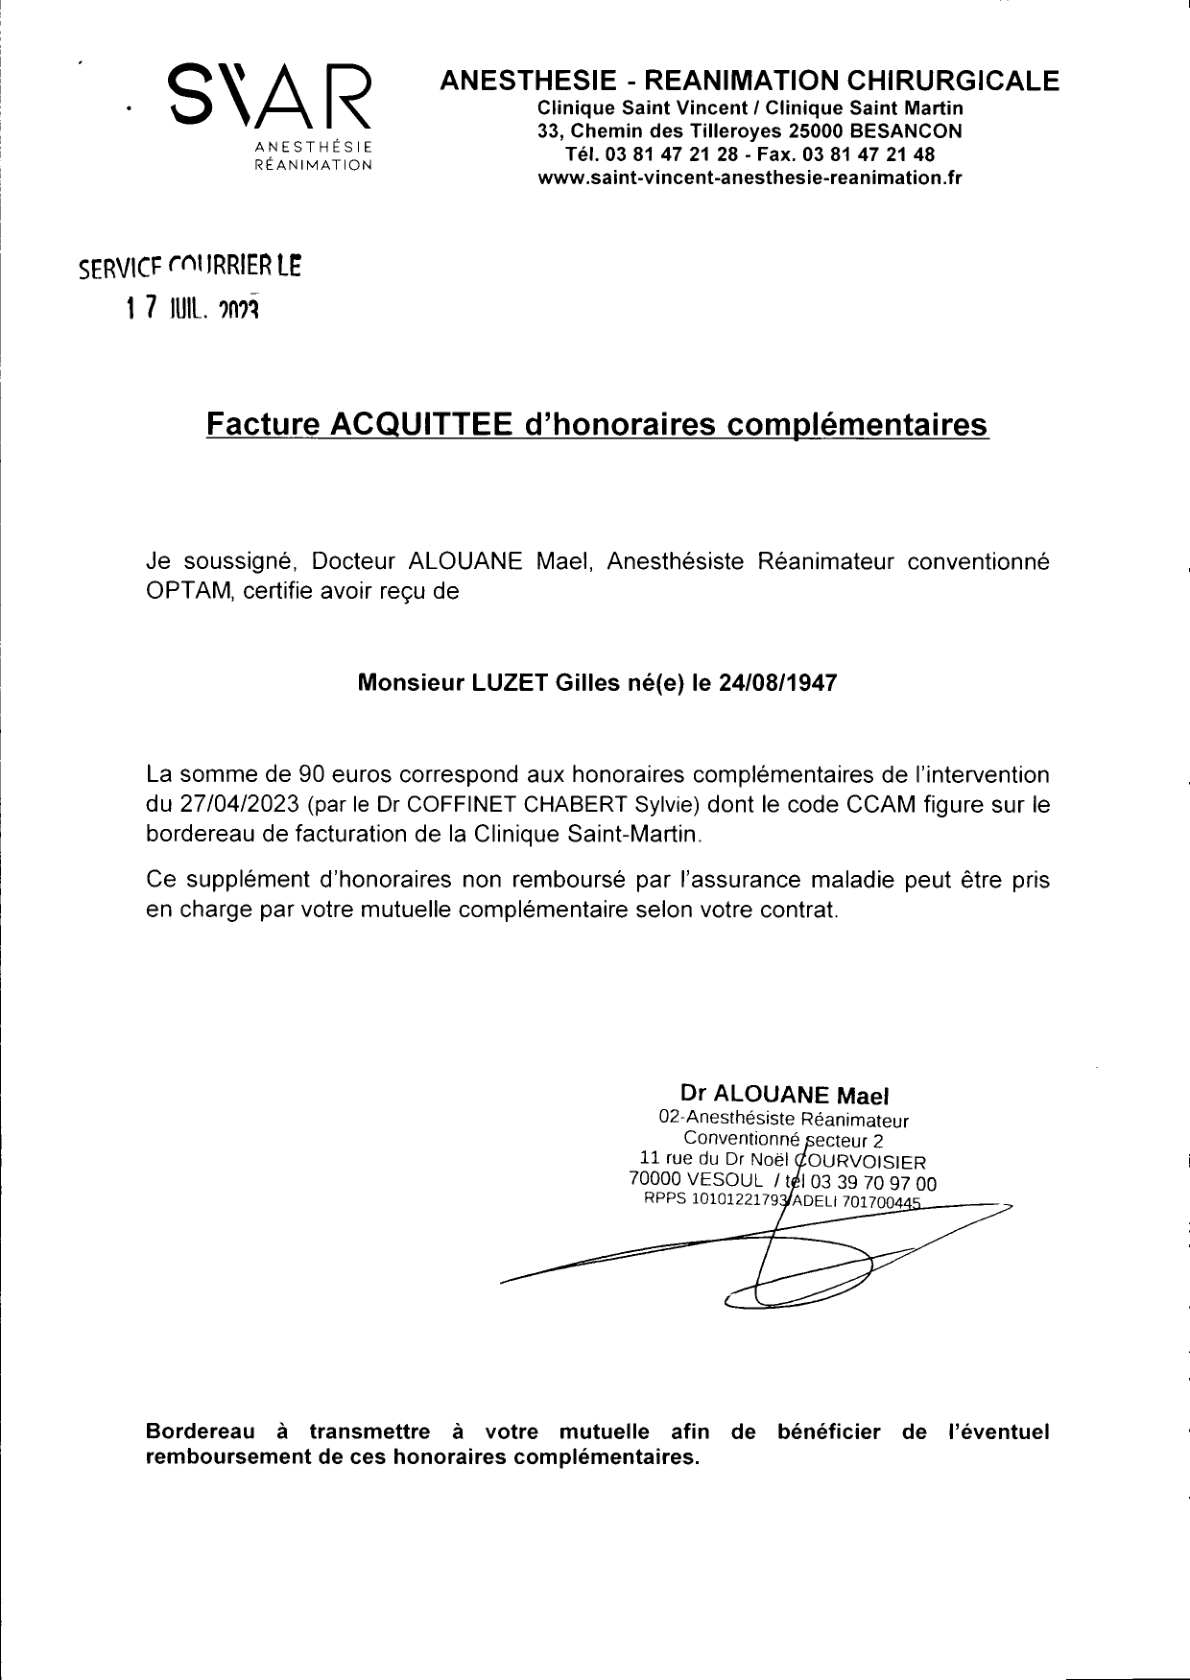 SVAR
ANESTHÉSIE
RÉANIMATION
ANESTHESIE - REANIMATION CHIRURGICALE
Clinique Saint Vincent / Clinique Saint Martin
33, Chemin des Tilleroyes 25000 BESANCON
Tél. 03 81 47 21 28 - Fax. 03 81 47 21 48
www.saint-vincent-anesthesie-reanimation.fr
SERVICE COURRIER LE
17 JUIL. 2023
Facture ACQUITTEE d'honoraires complémentaires
Je soussigné, Docteur ALOUANE Mael, Anesthésiste Réanimateur conventionné
OPTAM, certifie avoir reçu de
Monsieur LUZET Gilles né(e) le 24/08/1947
La somme de 90 euros correspond aux honoraires complémentaires de l'intervention
du 27/04/2023 (par le Dr COFFINET CHABERT Sylvie) dont le code CCAM figure sur le
bordereau de facturation de la Clinique Saint-Martin.
Ce supplément d'honoraires non remboursé par l'assurance maladie peut être pris
en charge par votre mutuelle complémentaire selon votre contrat.
Dr ALOUANE Mael
02-Anesthésiste Réanimateur
Conventionné secteur 2
11 rue du Dr Noël COURVOISIER
70000 VESOUL / tél 03 39 70 97 00
RPPS 10101221793/ADELI 701700445
Bordereau à transmettre à votre mutuelle afin de bénéficier de l'éventuel
remboursement de ces honoraires complémentaires.